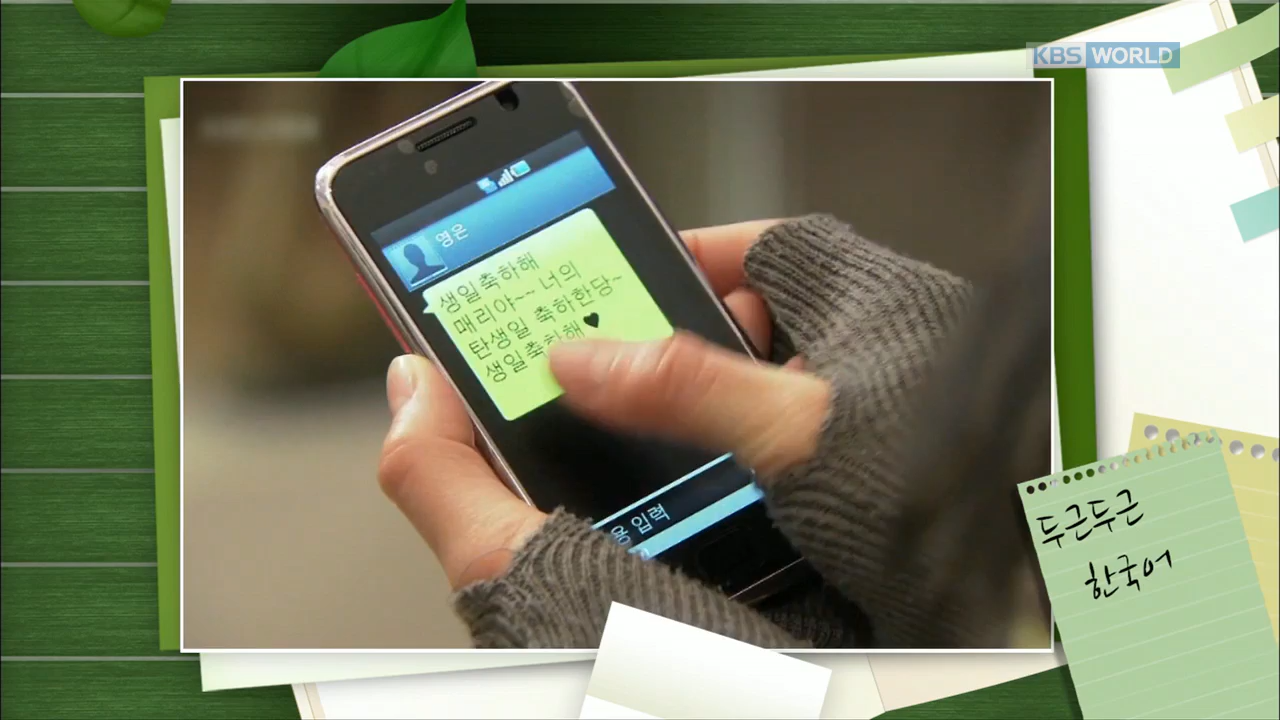 KBS WORLD
영은
생일축하해
매리야~~ 너의
탄생일 축하한당~
생일축하해♥
용 입력
두근두근
한국어